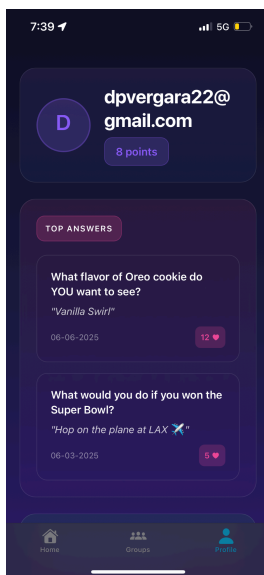 7:39
5G
D
dpvergara22@
gmail.com
8 points
TOP ANSWERS
What flavor of Oreo cookie do
YOU want to see?
"Vanilla Swirl"
06-06-2025
12 ♥
What would you do if you won the
Super Bowl?
"Hop on the plane at LAX ✈️"
06-03-2025
5 ♥
Home
Groups
Profile